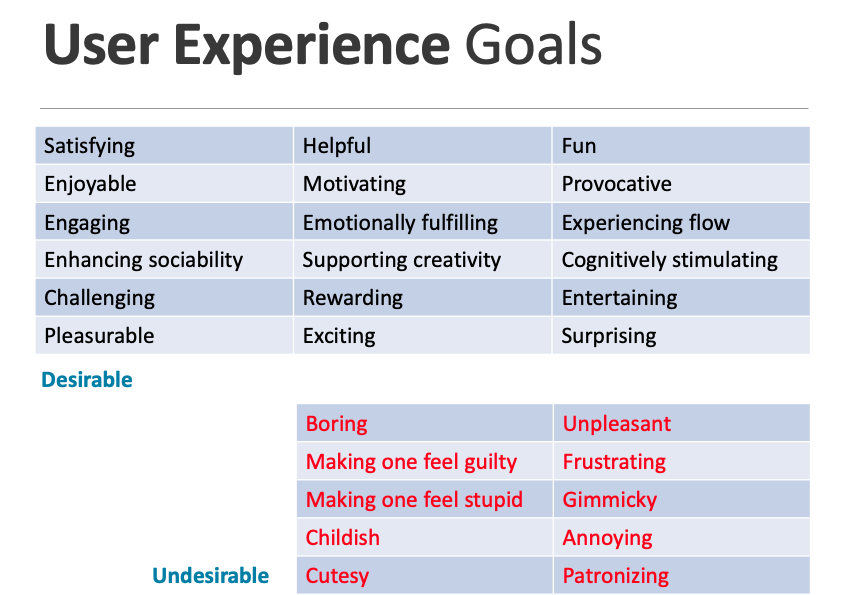 User Experience Goals
Satisfying Helpful Fun
Enjoyable Motivating Provocative
Engaging Emotionally fulfilling Experiencing flow
Enhancing sociability Supporting creativity Cognitively stimulating
Challenging Rewarding Entertaining
Pleasurable Exciting Surprising
Desirable
Boring Unpleasant
Making one feel guilty Frustrating
Making one feel stupid Gimmicky
Childish Annoying
Undesirable Cutesy Patronizing